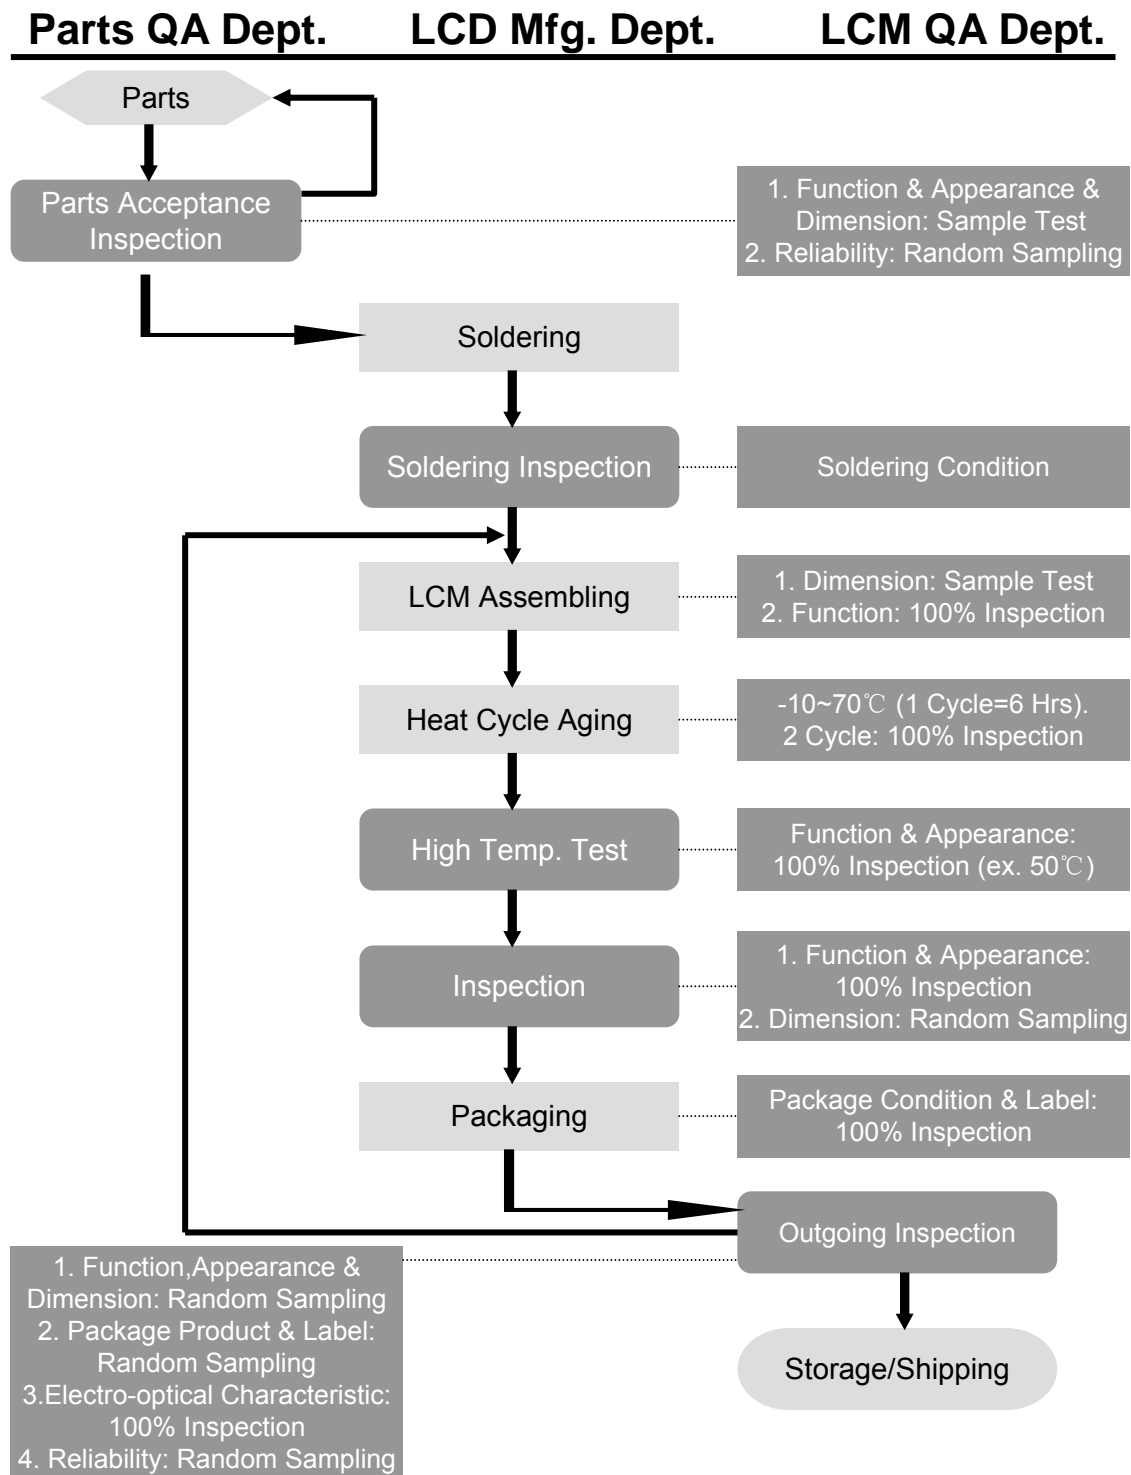 Parts QA Dept. LCD Mfg. Dept. LCM QA Dept.
Parts
Parts Acceptance
Inspection
1. Function & Appearance &
Dimension: Sample Test
2. Reliability: Random Sampling
Soldering
Soldering Inspection
Soldering Condition
LCM Assembling
1. Dimension: Sample Test
2. Function: 100% Inspection
Heat Cycle Aging
-10~70℃ (1 Cycle=6 Hrs).
2 Cycle: 100% Inspection
High Temp. Test
Function & Appearance:
100% Inspection (ex. 50℃)
Inspection
1. Function & Appearance:
100% Inspection
2. Dimension: Random Sampling
Packaging
Package Condition & Label:
100% Inspection
Outgoing Inspection
1. Function,Appearance &
Dimension: Random Sampling
2. Package Product & Label:
Random Sampling
3.Electro-optical Characteristic:
100% Inspection
4. Reliability: Random Sampling
Storage/Shipping